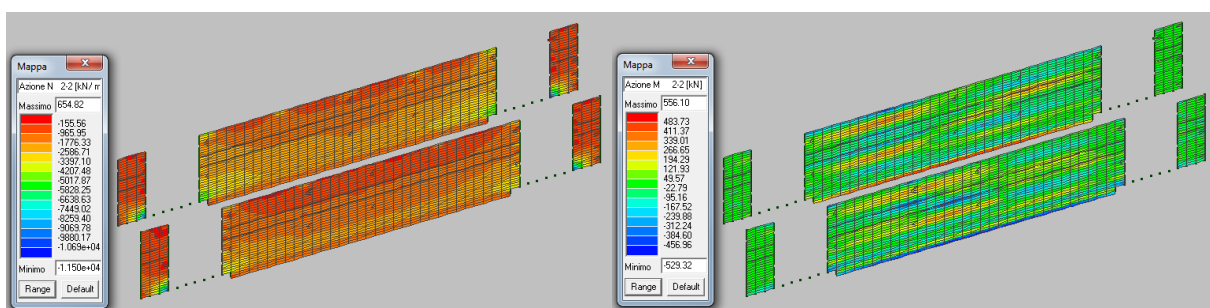 Mappa
Azione N 2-2 [kN/ m
Massimo 654.82
-155.56
-965.95
-1776.33
-2586.71
-3397.10
-4207.48
-5017.87
-5828.25
-6638.63
-7449.02
-8259.40
-9069.78
-9880.17
-1.069e+04
Minimo -1.150e+04
Range Default
Mappa
Azione M 2-2 [kN]
Massimo 556.10
483.73
411.37
339.01
266.65
194.29
121.93
49.57
-22.79
-95.16
-167.52
-239.88
-312.24
-384.60
-456.96
Minimo -529.32
Range Default